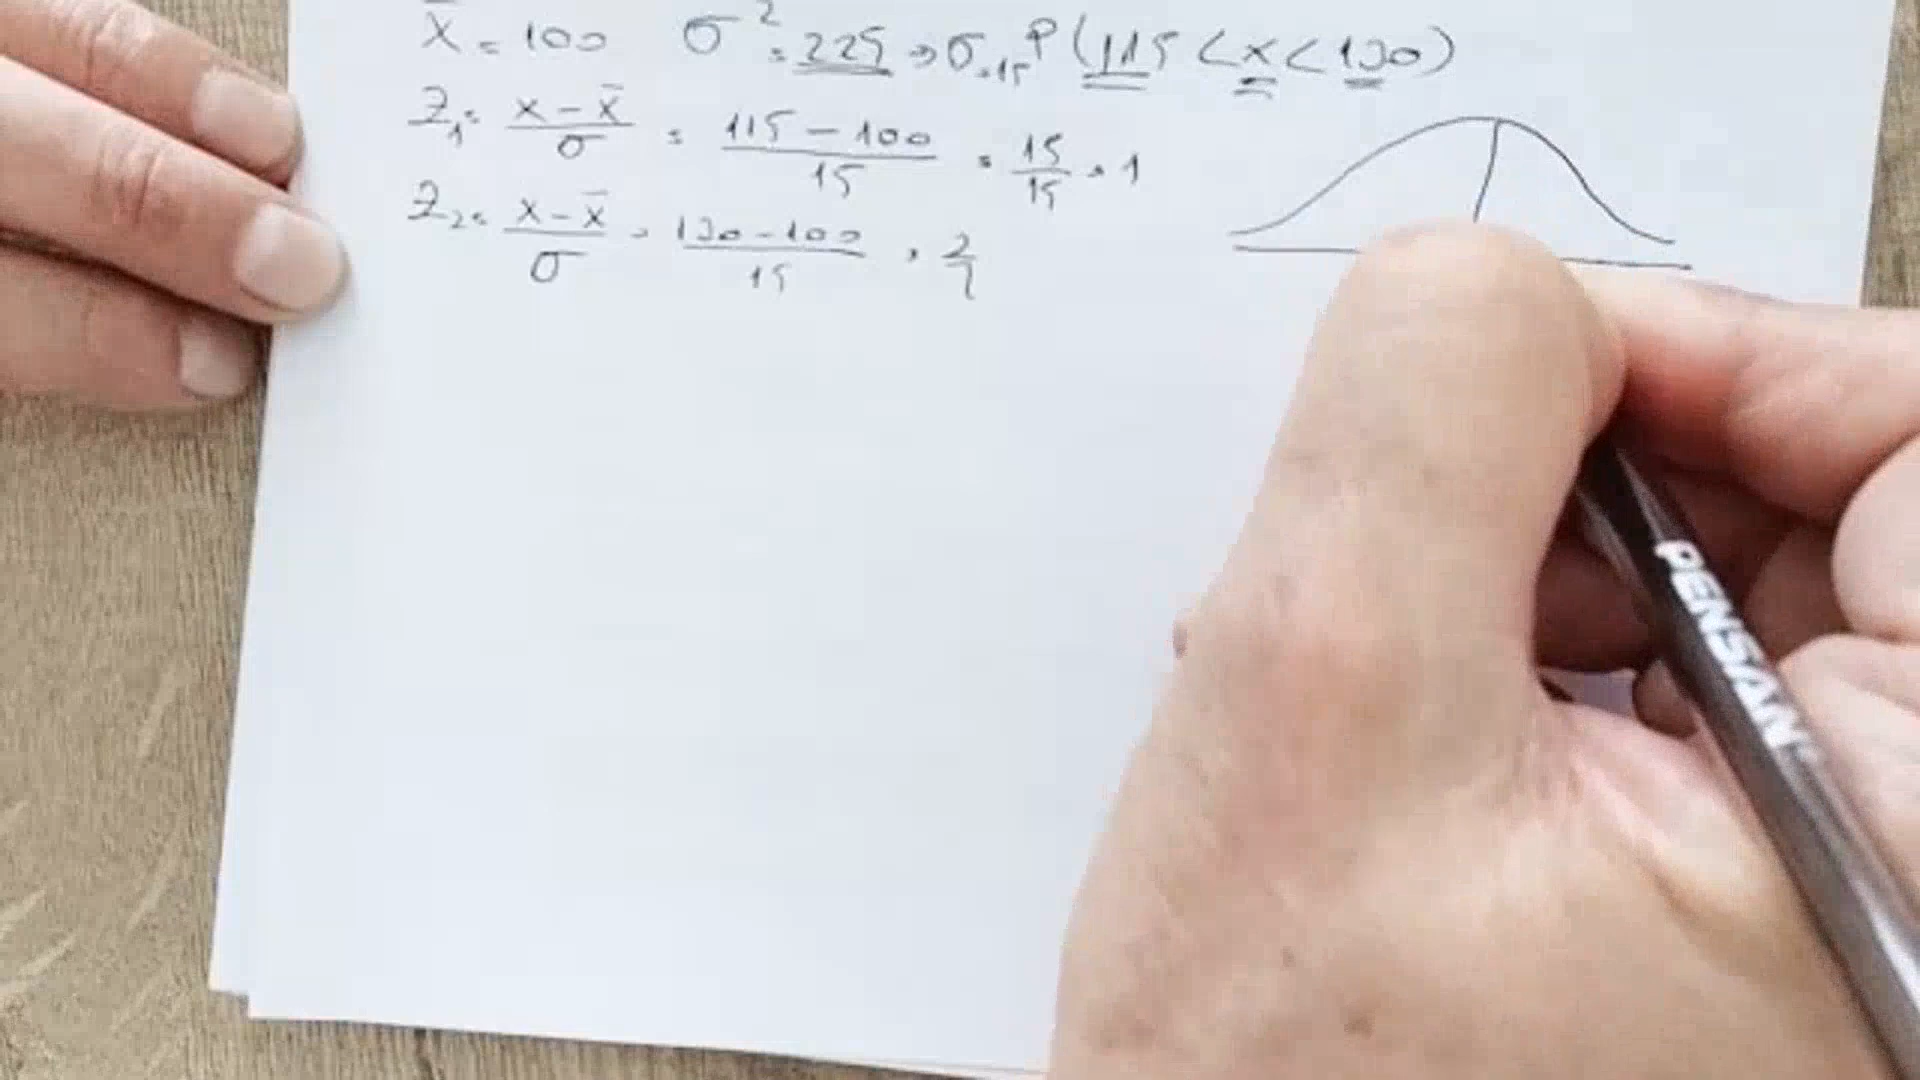 x̄ = 100 σ² = 225 ⇒ σ = 15 P(115 < x < 130)
Z₁ = x - x̄ / σ = 115 - 100 / 15 = 15 / 15 = 1
Z₂ = x - x̄ / σ = 130 - 100 / 15 = 2 / 1
PENSAN